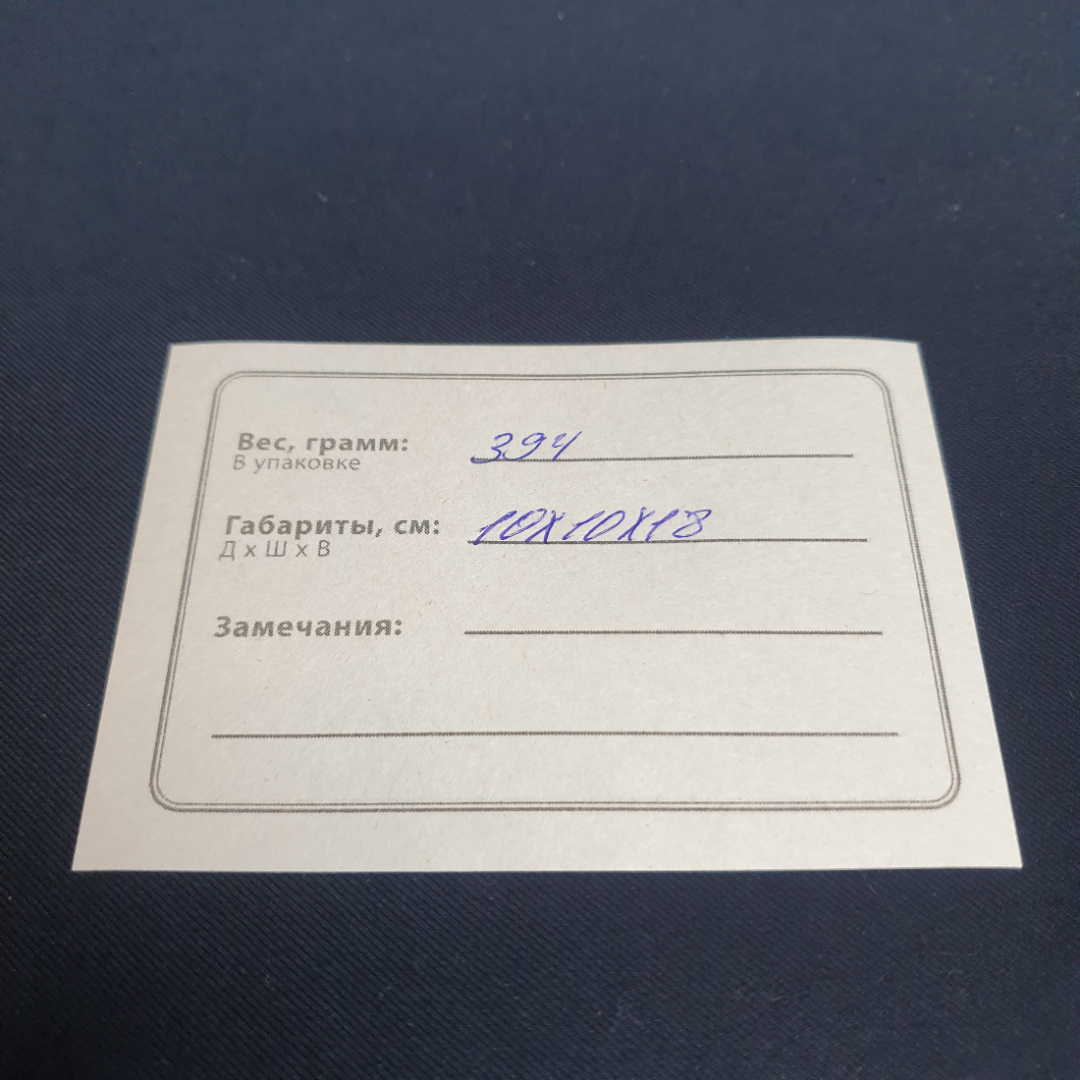 Вес, грамм: 394
В упаковке
Габариты, см: 10х10х18
Д х Ш х В
Замечания: